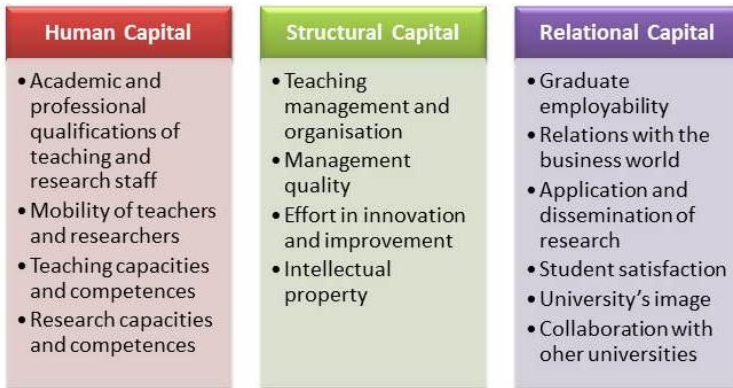 Human Capital
• Academic and
professional
qualifications of
teaching and
research staff
• Mobility of teachers
and researchers
• Teaching capacities
and competences
• Research capacities
and competences
Structural Capital
• Teaching
management and
organisation
• Management
quality
• Effort in innovation
and improvement
• Intellectual
property
Relational Capital
• Graduate
employability
• Relations with the
business world
• Application and
dissemination of
research
• Student satisfaction
• University's image
• Collaboration with
oher universities